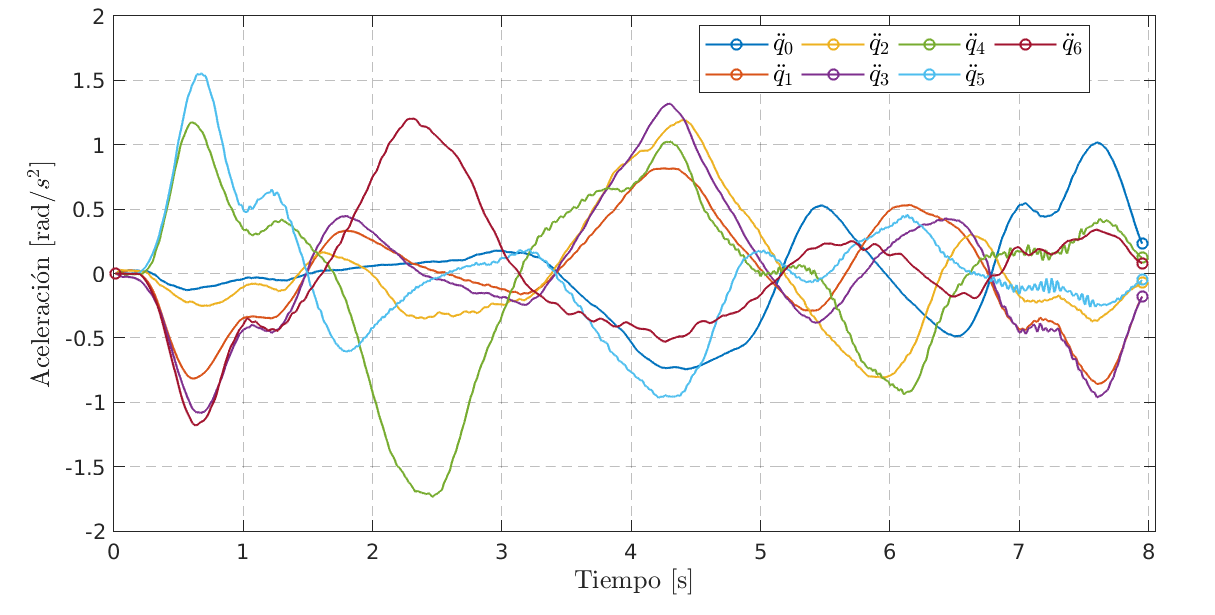 2
1.5
1
0.5
0
-0.5
-1
-1.5
-2
Aceleración [rad/s²]
q̈₀ q̈₂ q̈₄ q̈₆
q̈₁ q̈₃ q̈₅
0 1 2 3 4 5 6 7 8
Tiempo [s]